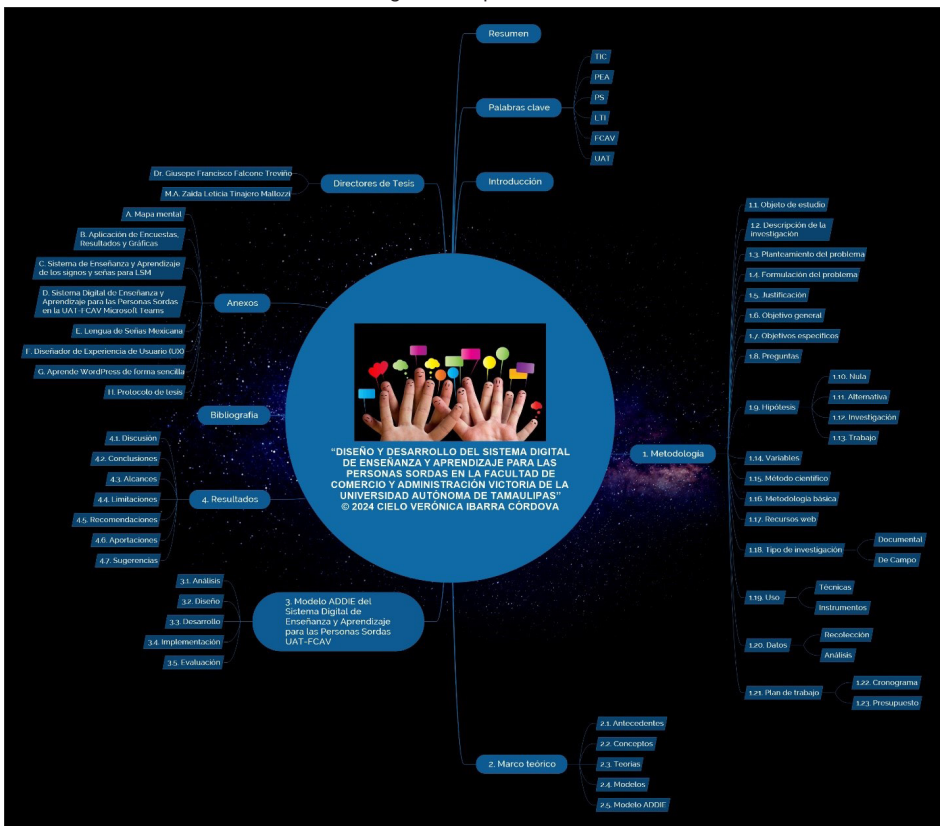 Resumen
Palabras clave
TIC
PEA
PS
LTI
FCAV
UAT
Introducción
Directores de Tesis
Dr. Giusepe Francisco Falcone Treviño
M.A. Zaida Leticia Tinajero Mallozzi
Anexos
A. Mapa mental
B. Aplicación de Encuestas,
Resultados y Gráficas
C. Sistema de Enseñanza y Aprendizaje
de los signos y señas para LSM
D. Sistema Digital de Enseñanza y
Aprendizaje para las Personas Sordas
en la UAT-FCAV Microsoft Teams
E. Lengua de Señas Mexicana
F. Diseñador de Experiencia de Usuario (UX)
G. Aprende WordPress de forma sencilla
H. Protocolo de tesis
Bibliografía
4. Resultados
4.1. Discusión
4.2. Conclusiones
4.3. Alcances
4.4. Limitaciones
4.5. Recomendaciones
4.6. Aportaciones
4.7. Sugerencias
3. Modelo ADDIE del
Sistema Digital de
Enseñanza y Aprendizaje
para las Personas Sordas
UAT-FCAV
3.1. Análisis
3.2. Diseño
3.3. Desarrollo
3.4. Implementación
3.5. Evaluación
"DISEÑO Y DESARROLLO DEL SISTEMA DIGITAL
DE ENSEÑANZA Y APRENDIZAJE PARA LAS
PERSONAS SORDAS EN LA FACULTAD DE
COMERCIO Y ADMINISTRACIÓN VICTORIA DE LA
UNIVERSIDAD AUTÓNOMA DE TAMAULIPAS"
© 2024 CIELO VERÓNICA IBARRA CÓRDOVA
1. Metodología
1.1. Objeto de estudio
1.2. Descripción de la
investigación
1.3. Planteamiento del problema
1.4. Formulación del problema
1.5. Justificación
1.6. Objetivo general
1.7. Objetivos específicos
1.8. Preguntas
1.9. Hipótesis
1.10. Nula
1.11. Alternativa
1.12. Investigación
1.13. Trabajo
1.14. Variables
1.15. Método científico
1.16. Metodología básica
1.17. Recursos web
1.18. Tipo de investigación
Documental
De Campo
1.19. Uso
Técnicas
Instrumentos
1.20. Datos
Recolección
Análisis
1.21. Plan de trabajo
1.22. Cronograma
1.23. Presupuesto
2. Marco teórico
2.1. Antecedentes
2.2. Conceptos
2.3. Teorías
2.4. Modelos
2.5. Modelo ADDIE